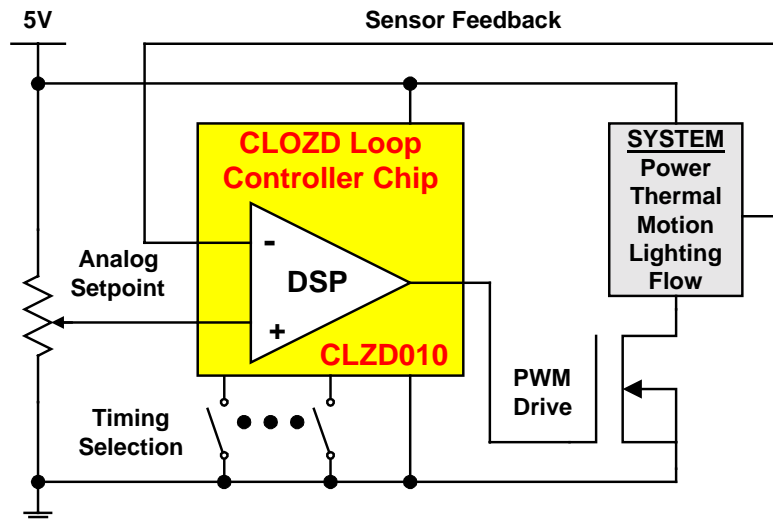 5V
Sensor Feedback
CLOZD Loop
Controller Chip
SYSTEM
Power
Thermal
Motion
Lighting
Flow
Analog
Setpoint
-
DSP
+
CLZD010
PWM
Drive
Timing
Selection